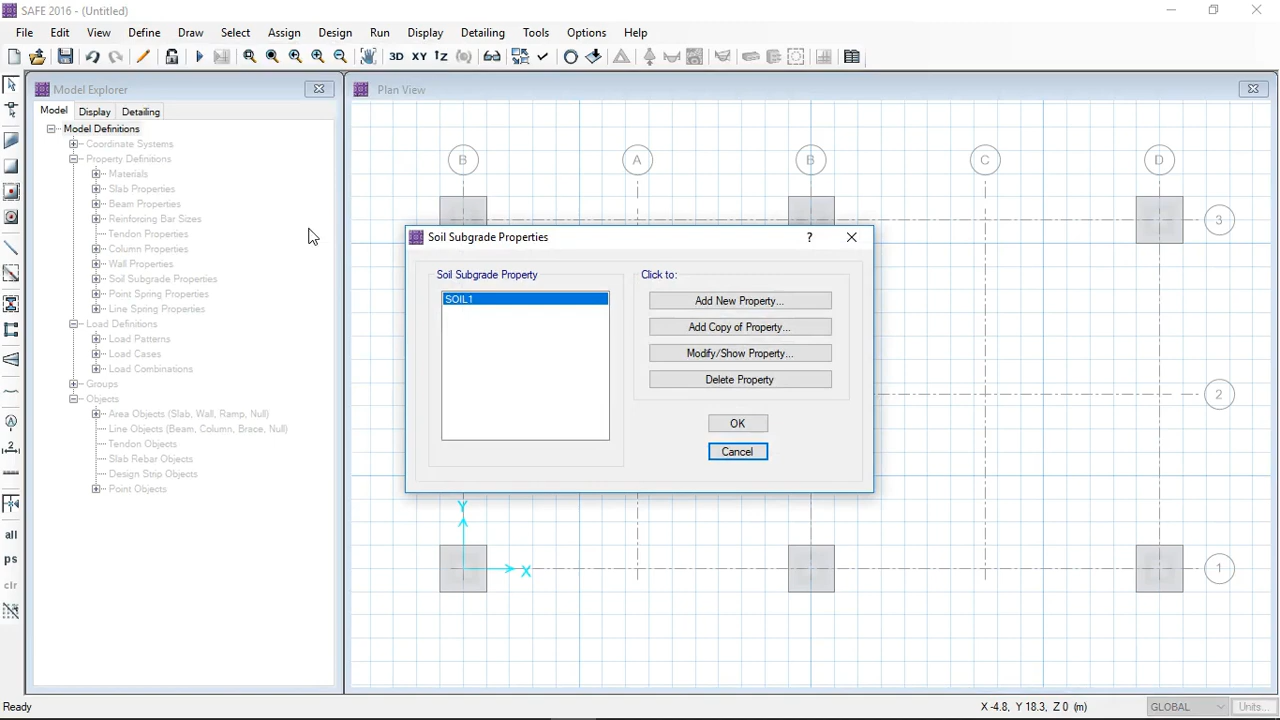 SAFE 2016 - (Untitled)
File Edit View Define Draw Select Assign Design Run Display Detailing Tools Options Help
3D XY
Model Explorer
Model Display Detailing
Model Definitions
Coordinate Systems
Property Definitions
Materials
Slab Properties
Beam Properties
Reinforcing Bar Sizes
Tendon Properties
Column Properties
Wall Properties
Soil Subgrade Properties
Point Spring Properties
Line Spring Properties
Load Definitions
Load Patterns
Load Cases
Load Combinations
Groups
Objects
Area Objects (Slab, Wall, Ramp, Null)
Line Objects (Beam, Column, Brace, Null)
Tendon Objects
Slab Rebar Objects
Design Strip Objects
Point Objects
all
ps
clr
Plan View
B A B C D
3
2
1
Y
X
Soil Subgrade Properties ?
Soil Subgrade Property
SOIL1
Click to:
Add New Property...
Add Copy of Property...
Modify/Show Property...
Delete Property
OK
Cancel
Ready
X -4.8, Y 18.3, Z 0 (m)
GLOBAL
Units...